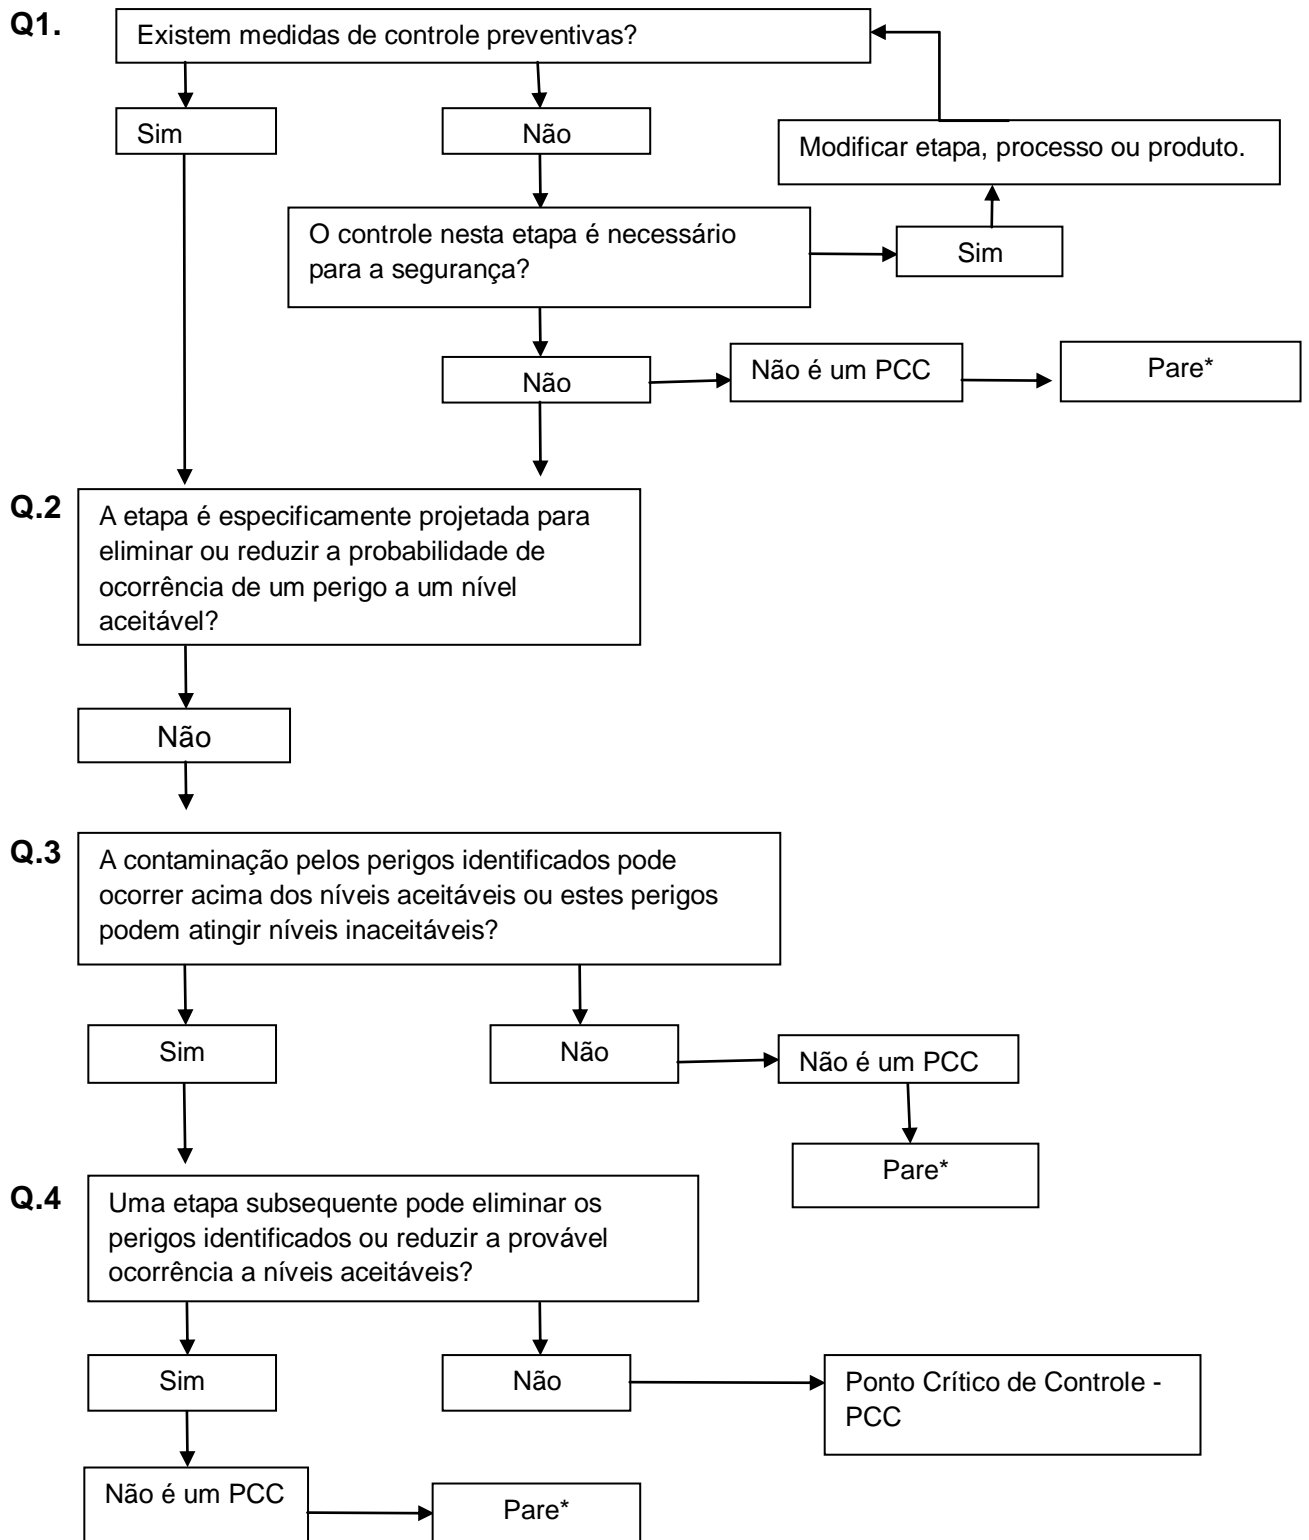 Q1.
Existem medidas de controle preventivas?
Sim
Não
Modificar etapa, processo ou produto.
O controle nesta etapa é necessário
para a segurança?
Sim
Não
Não é um PCC
Pare*
Q.2
A etapa é especificamente projetada para
eliminar ou reduzir a probabilidade de
ocorrência de um perigo a um nível
aceitável?
Não
Q.3
A contaminação pelos perigos identificados pode
ocorrer acima dos níveis aceitáveis ou estes perigos
podem atingir níveis inaceitáveis?
Sim
Não
Não é um PCC
Pare*
Q.4
Uma etapa subsequente pode eliminar os
perigos identificados ou reduzir a provável
ocorrência a níveis aceitáveis?
Sim
Não
Ponto Crítico de Controle -
PCC
Não é um PCC
Pare*